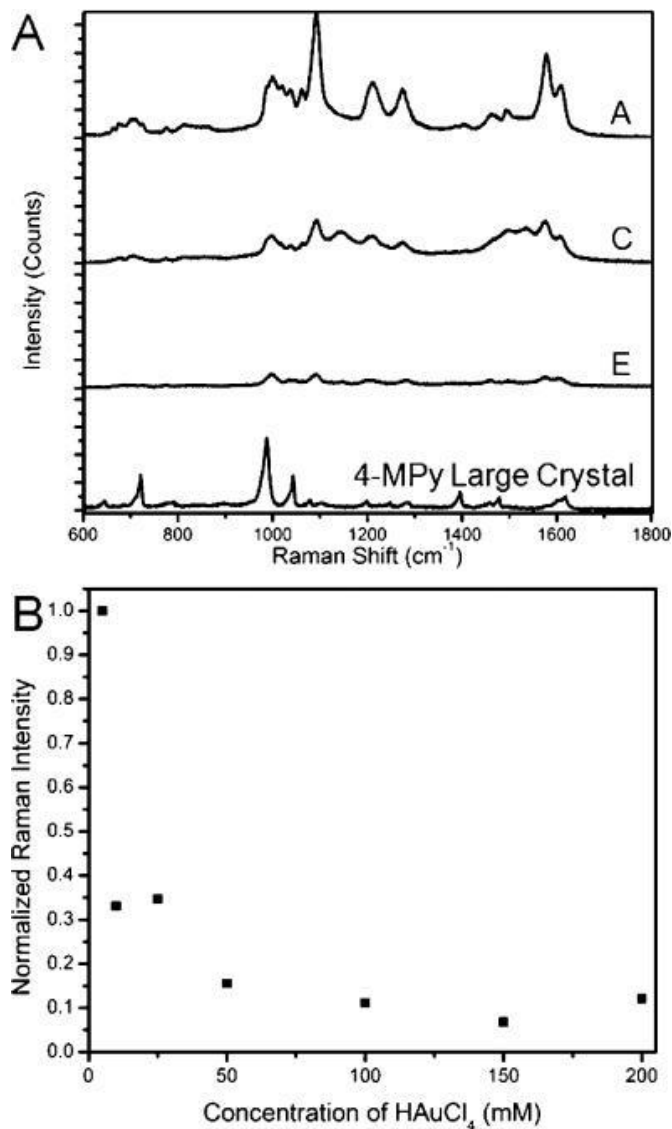 A
A
C
E
4-MPy Large Crystal
Intensity (Counts)
600 800 1000 1200 1400 1600 1800
Raman Shift (cm⁻¹)
B
1.0
0.9
0.8
0.7
0.6
0.5
0.4
0.3
0.2
0.1
0.0
Normalized Raman Intensity
0 50 100 150 200
Concentration of HAuCl₄ (mM)